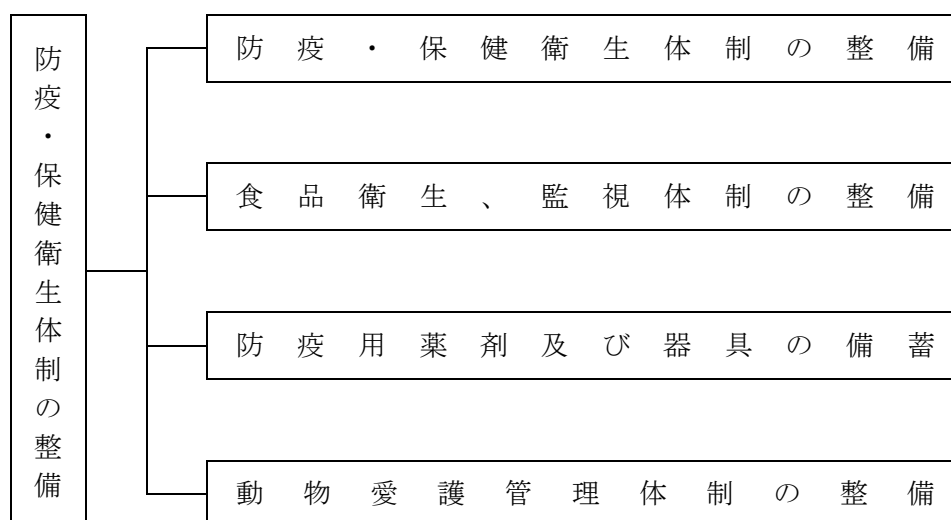 防疫・保健衛生体制の整備
防疫・保健衛生体制の整備
食品衛生、監視体制の整備
防疫用薬剤及び器具の備蓄
動物愛護管理体制の整備